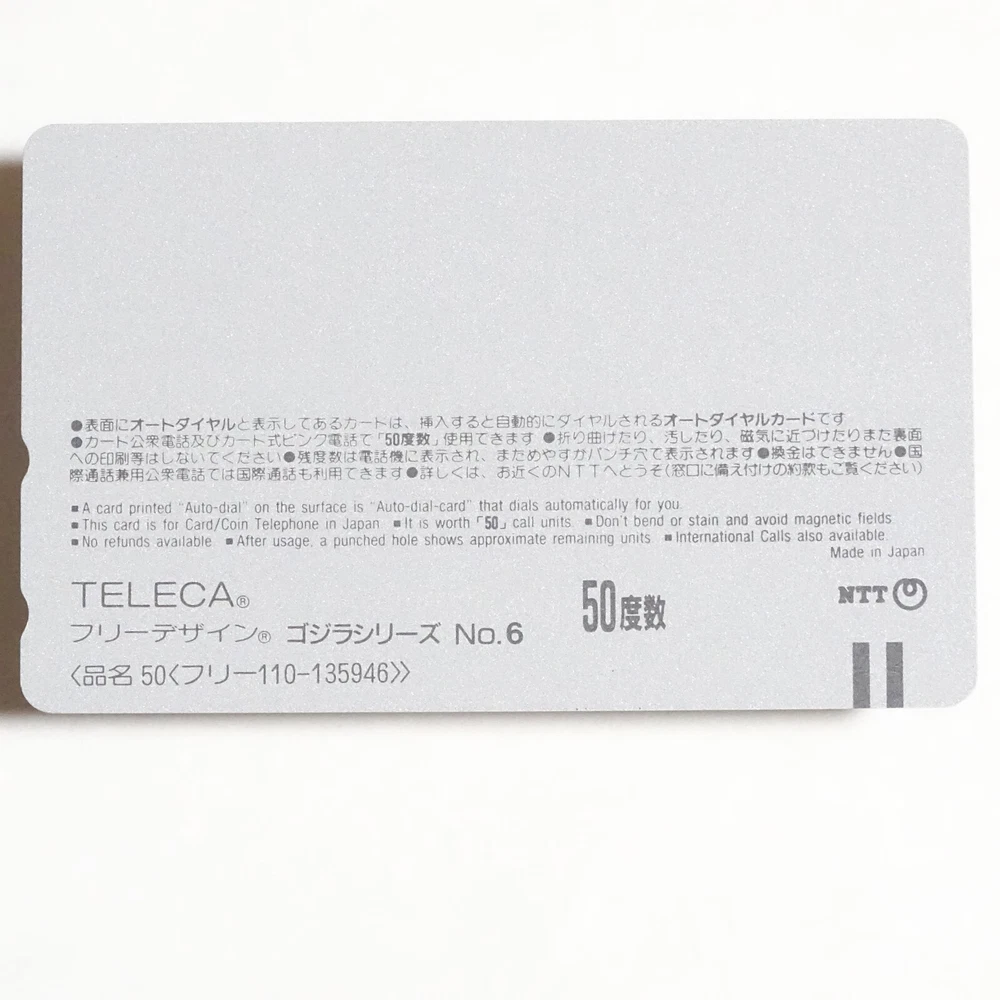 ●表面にオートダイヤルと表示してあるカードは、挿入すると自動的にダイヤルされるオートダイヤルカードです
●カード公衆電話及びカード式ピンク電話で「50度数」使用できます ●折り曲げたり、汚したり、磁気に近づけたりまた裏面
への印刷等はしないでください ●残度数は電話機に表示され、まためやすがパンチ穴で表示されます ●換金はできません ●国
際通話兼用公衆電話では国際通話も利用できます ●詳しくは、お近くのNTTへどうぞ(窓口に備え付けの約款もご覧ください)
■A card printed “Auto-dial” on the surface is “Auto-dial-card” that dials automatically for you.
■This card is for Card/Coin Telephone in Japan ■It is worth「50」call units. ■Don't bend or stain and avoid magnetic fields.
■No refunds available. ■After usage, a punched hole shows approximate remaining units. ■International Calls also available.
Made in Japan
TELECA®
50度数
NTT
フリーデザイン® ゴジラシリーズ No.6
〈品名 50〈フリー110-135946〉〉